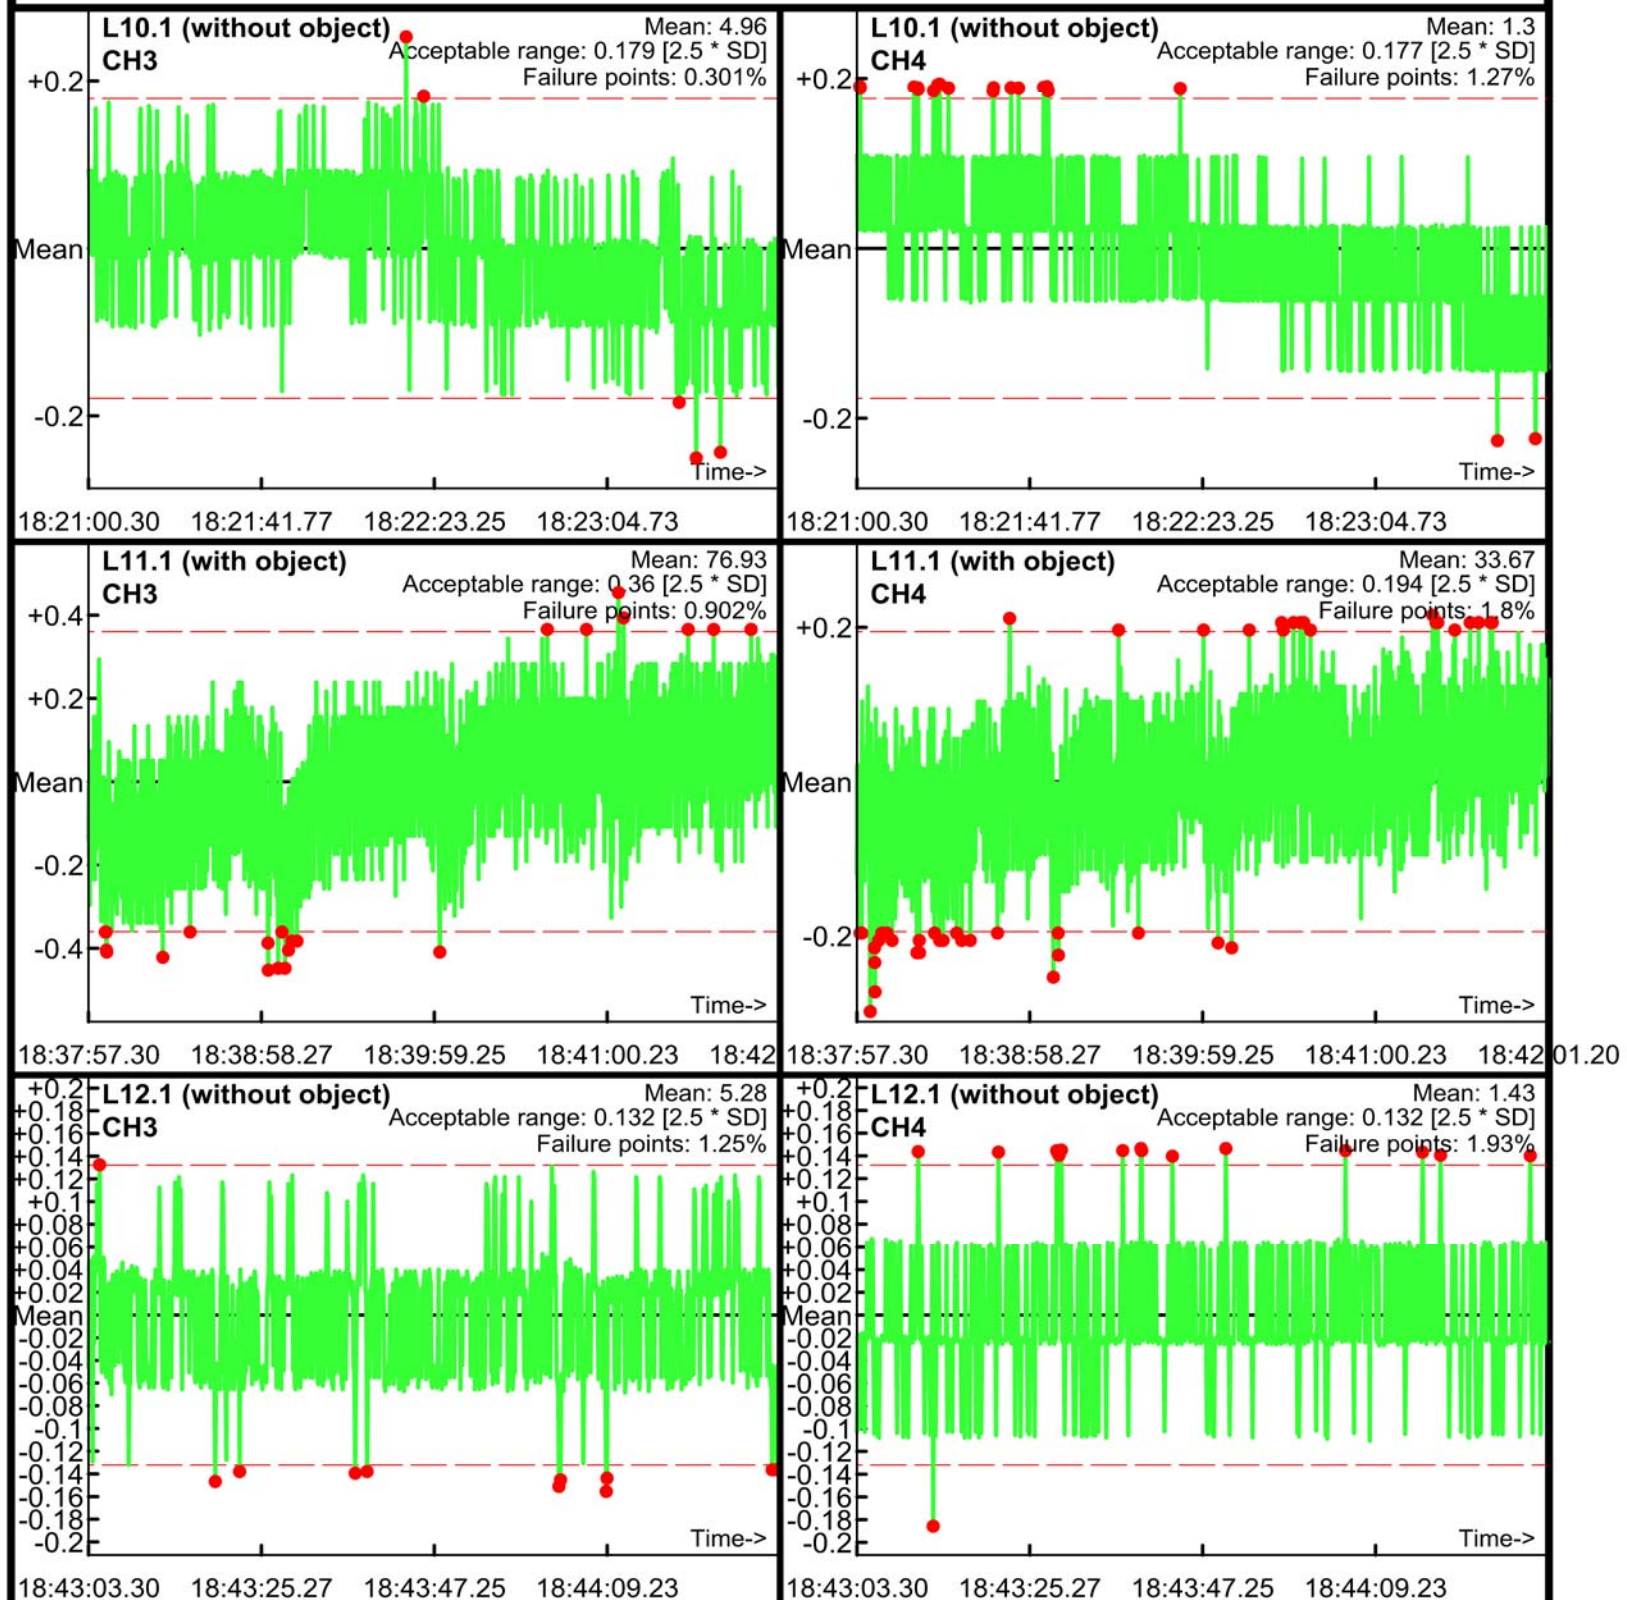 L10.1 (without object)
CH3
Mean: 4.96
Acceptable range: 0.179 [2.5 * SD]
Failure points: 0.301%
+0.2
Mean
-0.2
Time->
18:21:00.30 18:21:41.77 18:22:23.25 18:23:04.73
L10.1 (without object)
CH4
Mean: 1.3
Acceptable range: 0.177 [2.5 * SD]
Failure points: 1.27%
+0.2
Mean
-0.2
Time->
18:21:00.30 18:21:41.77 18:22:23.25 18:23:04.73
L11.1 (with object)
CH3
Mean: 76.93
Acceptable range: 0.36 [2.5 * SD]
Failure points: 0.902%
+0.4
+0.2
Mean
-0.2
-0.4
Time->
18:37:57.30 18:38:58.27 18:39:59.25 18:41:00.23 18:42
L11.1 (with object)
CH4
Mean: 33.67
Acceptable range: 0.194 [2.5 * SD]
Failure points: 1.8%
+0.2
Mean
-0.2
Time->
18:37:57.30 18:38:58.27 18:39:59.25 18:41:00.23 18:42:01.20
L12.1 (without object)
CH3
Mean: 5.28
Acceptable range: 0.132 [2.5 * SD]
Failure points: 1.25%
+0.2
+0.18
+0.16
+0.14
+0.12
+0.1
+0.08
+0.06
+0.04
+0.02
Mean
-0.02
-0.04
-0.06
-0.08
-0.1
-0.12
-0.14
-0.16
-0.18
-0.2
Time->
18:43:03.30 18:43:25.27 18:43:47.25 18:44:09.23
L12.1 (without object)
CH4
Mean: 1.43
Acceptable range: 0.132 [2.5 * SD]
Failure points: 1.93%
+0.2
+0.18
+0.16
+0.14
+0.12
+0.1
+0.08
+0.06
+0.04
+0.02
Mean
-0.02
-0.04
-0.06
-0.08
-0.1
-0.12
-0.14
-0.16
-0.18
-0.2
Time->
18:43:03.30 18:43:25.27 18:43:47.25 18:44:09.23